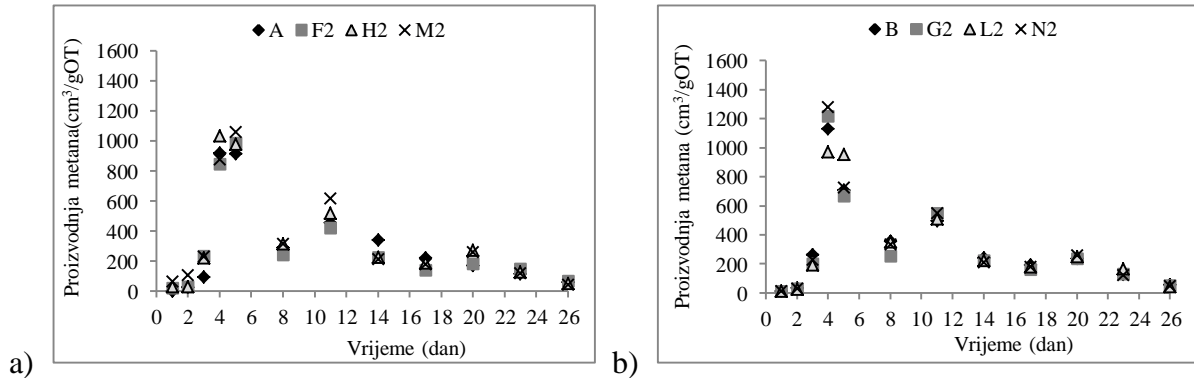 A F2 H2 M2
Proizvodnja metana(cm³/gOT)
1600
1400
1200
1000
800
600
400
200
0
0 2 4 6 8 10 12 14 16 18 20 22 24 26
Vrijeme (dan)
a)
B G2 L2 N2
Proizvodnja metana (cm³/gOT)
1600
1400
1200
1000
800
600
400
200
0
0 2 4 6 8 10 12 14 16 18 20 22 24 26
Vrijeme (dan)
b)